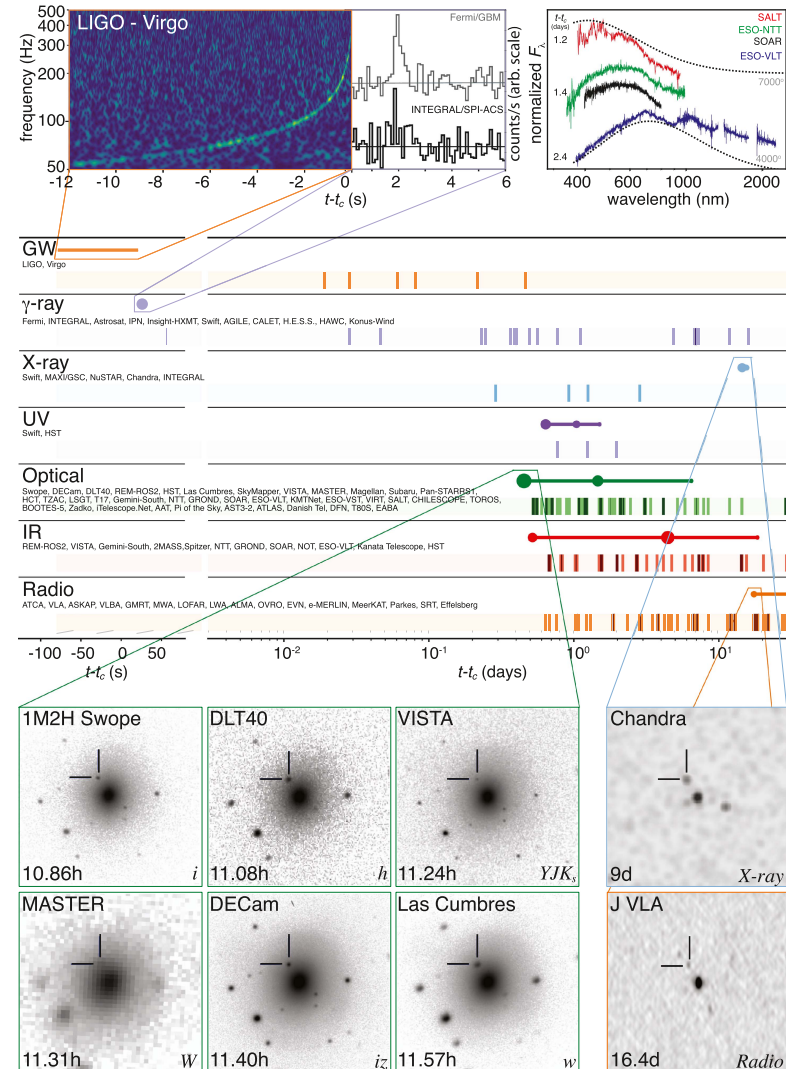 LIGO - Virgo
frequency (Hz)
500
400
300
200
100
50
-12 -10 -8 -6 -4 -2 0 2 4 6
t-tc (s)
Fermi/GBM
INTEGRAL/SPI-ACS
counts/s (arb. scale)
normalized Fλ
t-tc
(days)
1.2
1.4
2.4
SALT
ESO-NTT
SOAR
ESO-VLT
7000°
4000°
400 600 1000 2000
wavelength (nm)
GW
LIGO, Virgo
γ-ray
Fermi, INTEGRAL, Astrosat, IPN, Insight-HXMT, Swift, AGILE, CALET, H.E.S.S., HAWC, Konus-Wind
X-ray
Swift, MAXI/GSC, NuSTAR, Chandra, INTEGRAL
UV
Swift, HST
Optical
Swope, DECam, DLT40, REM-ROS2, HST, Las Cumbres, SkyMapper, VISTA, MASTER, Magellan, Subaru, Pan-STARRS1,
HCT, TZAC, LSGT, T17, Gemini-South, NTT, GROND, SOAR, ESO-VLT, KMTNet, ESO-VST, VIRT, SALT, CHILESCOPE, TOROS,
BOOTES-5, Zadko, iTelescope.Net, AAT, Pi of the Sky, AST3-2, ATLAS, Danish Tel, DFN, T80S, EABA
IR
REM-ROS2, VISTA, Gemini-South, 2MASS,Spitzer, NTT, GROND, SOAR, NOT, ESO-VLT, Kanata Telescope, HST
Radio
ATCA, VLA, ASKAP, VLBA, GMRT, MWA, LOFAR, LWA, ALMA, OVRO, EVN, e-MERLIN, MeerKAT, Parkes, SRT, Effelsberg
-100 -50 0 50 10⁻² 10⁻¹ 10⁰ 10¹
t-tc (s) t-tc (days)
1M2H Swope
10.86h i
DLT40
11.08h h
VISTA
11.24h YJKs
Chandra
9d X-ray
MASTER
11.31h W
DECam
11.40h iz
Las Cumbres
11.57h w
J VLA
16.4d Radio